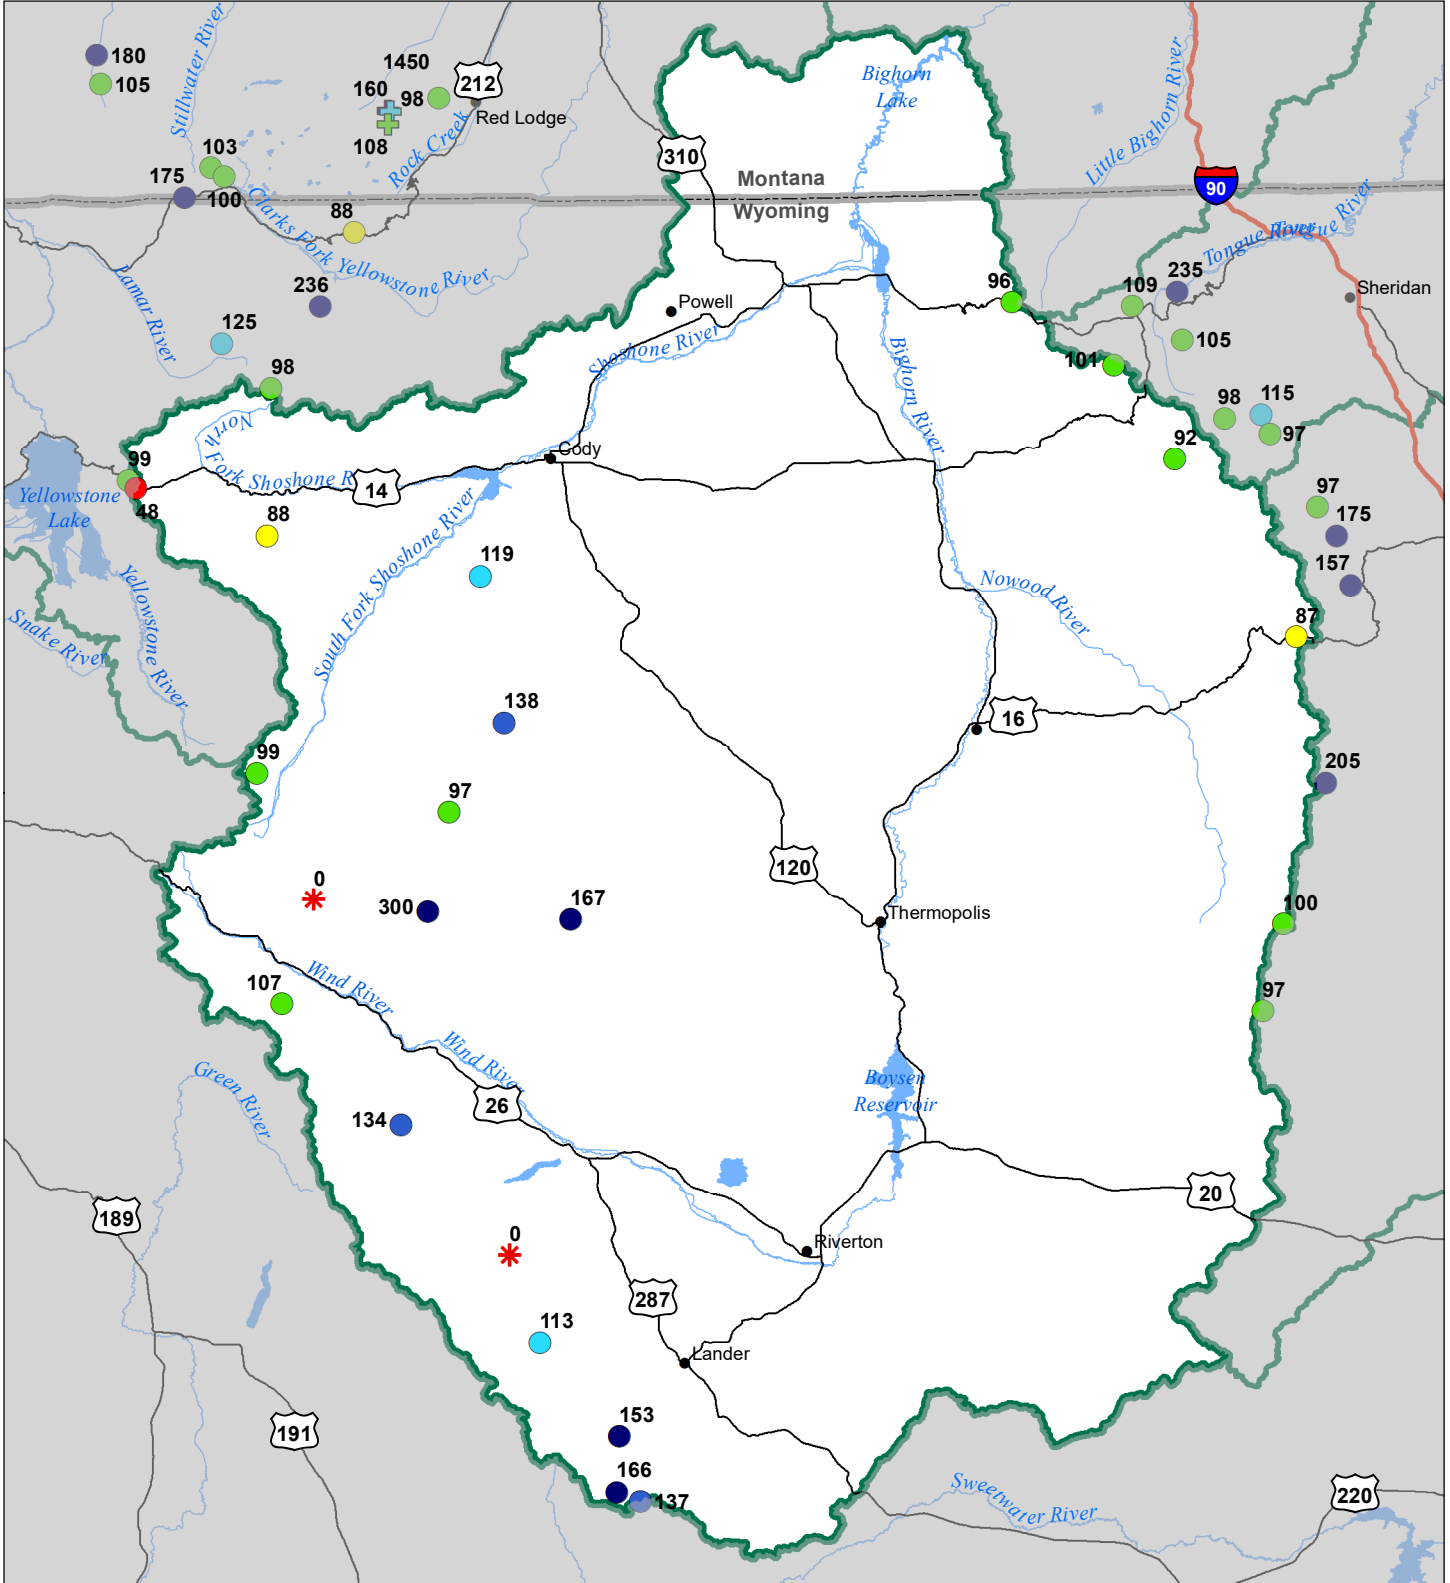 180
105
Stillwater River
1450
160
98
108
212
Red Lodge
Rock Creek
103
175
100
88
Clarks Fork Yellowstone River
Lamar River
236
125
98
310
Bighorn
Lake
Montana
Wyoming
Little Bighorn River
90
Tongue River
Tongue River
Sheridan
96
109
235
105
101
98
115
97
92
Powell
Shoshone River
Bighorn River
Cody
North
Fork Shoshone R
14
99
48
Yellowstone
Lake
88
119
South Fork Shoshone River
Yellowstone River
Snake River
97
175
157
87
Nowood River
138
16
99
97
205
0
300
167
120
Thermopolis
100
97
107
Wind River
Wind River
26
Green River
134
Boysen
Reservoir
189
20
0
Riverton
287
113
Lander
191
153
166
137
Sweetwater River
220